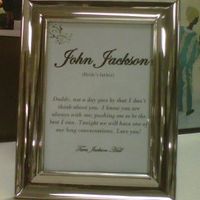 John Jackson
(Bride's father)
Daddy, not a day goes by that I don't
think about you. I know you are
always with me, pushing me to be the
best I can. Tonight we will have one of
our long conversations. Love you!
Jackson